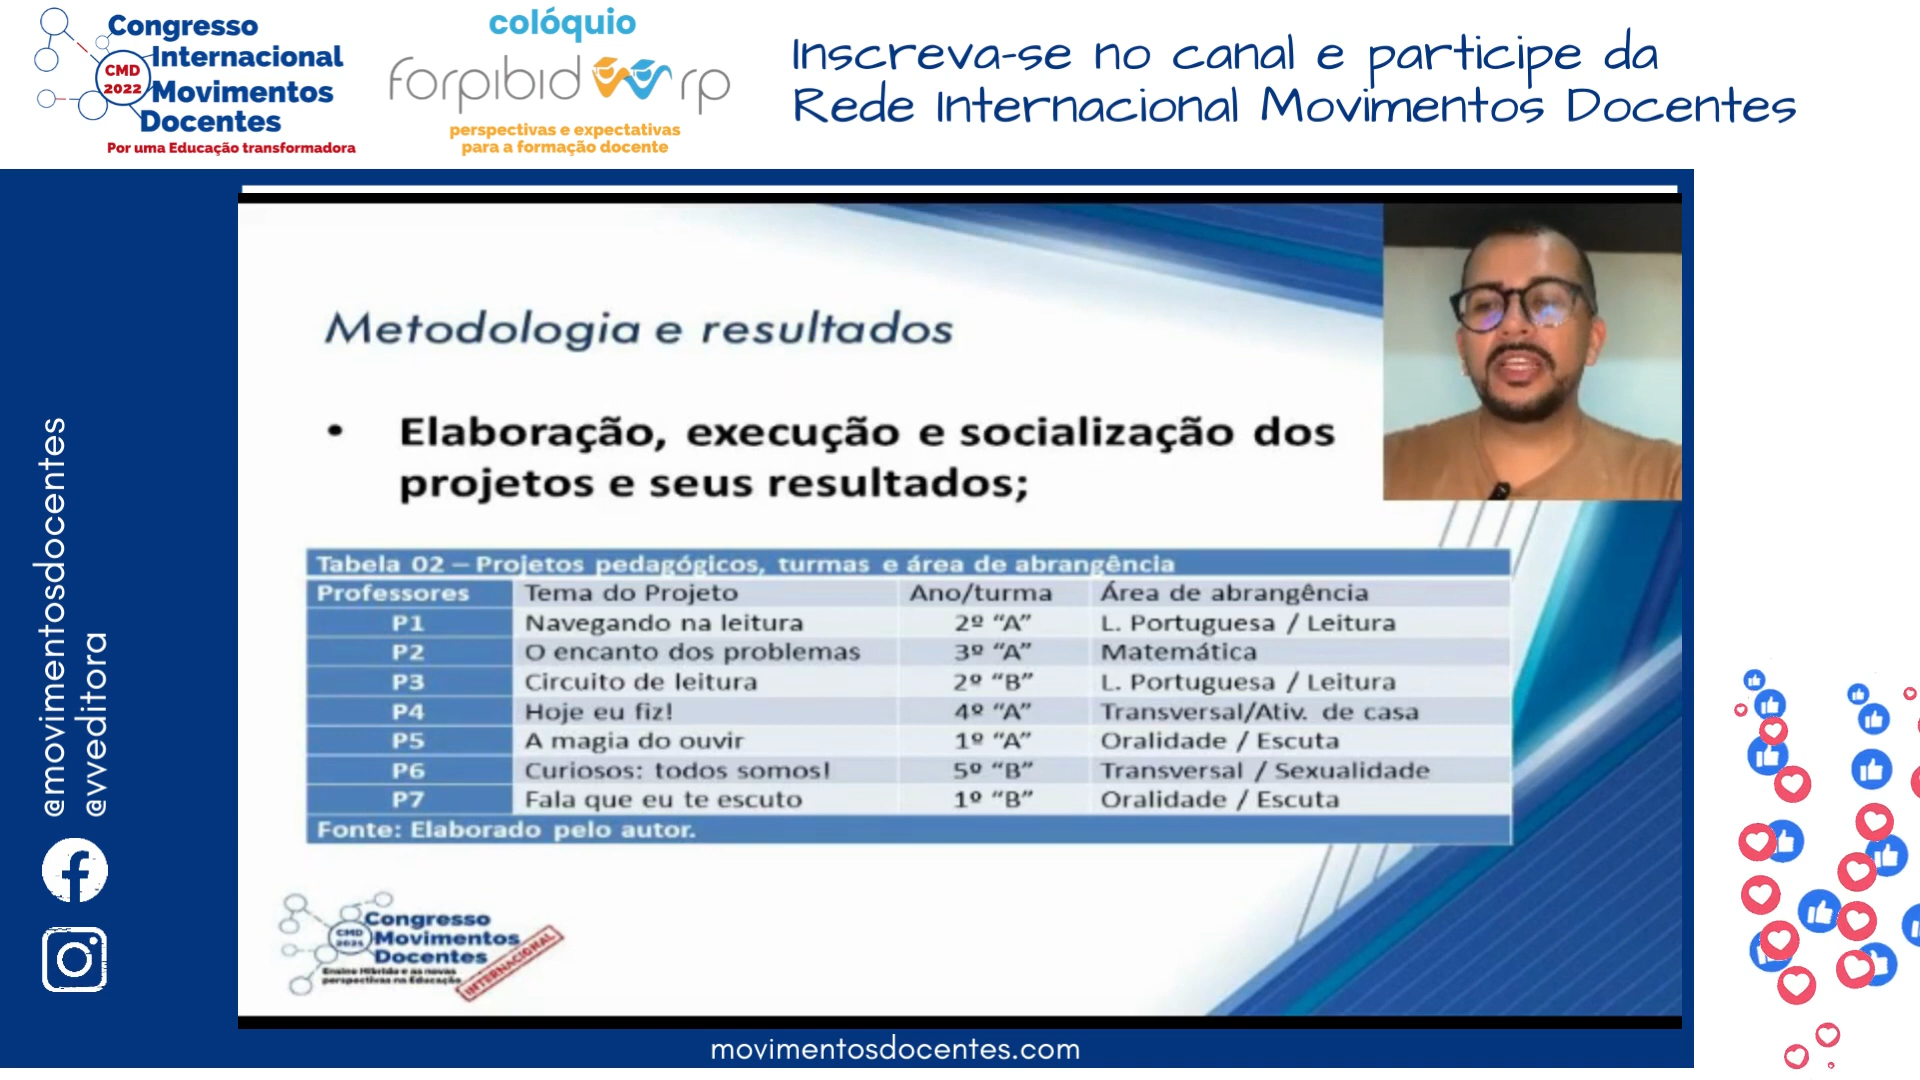 Congresso
Internacional
CMD
2022
Movimentos
Docentes
Por uma Educação transformadora
colóquio
forpibid rp
perspectivas e expectativas
para a formação docente
Inscreva-se no canal e participe da
Rede Internacional Movimentos Docentes
@movimentosdocentes
@vveditora
Metodologia e resultados
• Elaboração, execução e socialização dos
projetos e seus resultados;
Tabela 02 – Projetos pedagógicos, turmas e área de abrangência
Professores Tema do Projeto Ano/turma Área de abrangência
P1 Navegando na leitura 2º “A” L. Portuguesa / Leitura
P2 O encanto dos problemas 3º “A” Matemática
P3 Circuito de leitura 2º “B” L. Portuguesa / Leitura
P4 Hoje eu fiz! 4º “A” Transversal/Ativ. de casa
P5 A magia do ouvir 1º “A” Oralidade / Escuta
P6 Curiosos: todos somos! 5º “B” Transversal / Sexualidade
P7 Fala que eu te escuto 1º “B” Oralidade / Escuta
Fonte: Elaborado pelo autor.
Congresso
CMD
2021
Movimentos
Docentes
Ensino Híbrido e as novas
perspectivas na Educação
INTERNACIONAL
movimentosdocentes.com